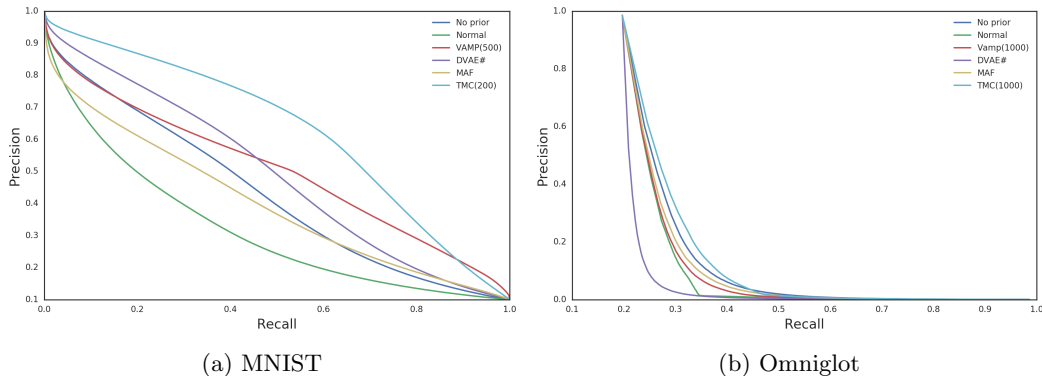 1.0
0.9
0.8
0.7
0.6
0.5
0.4
0.3
0.2
0.1
Precision
0.0 0.2 0.4 0.6 0.8 1.0
Recall
No prior
Normal
VAMP(500)
DVAE#
MAF
TMC(200)
(a) MNIST
1.0
0.8
0.6
0.4
0.2
0.0
Precision
0.1 0.2 0.3 0.4 0.5 0.6 0.7 0.8 0.9 1.0
Recall
No prior
Normal
Vamp(1000)
DVAE#
MAF
TMC(1000)
(b) Omniglot